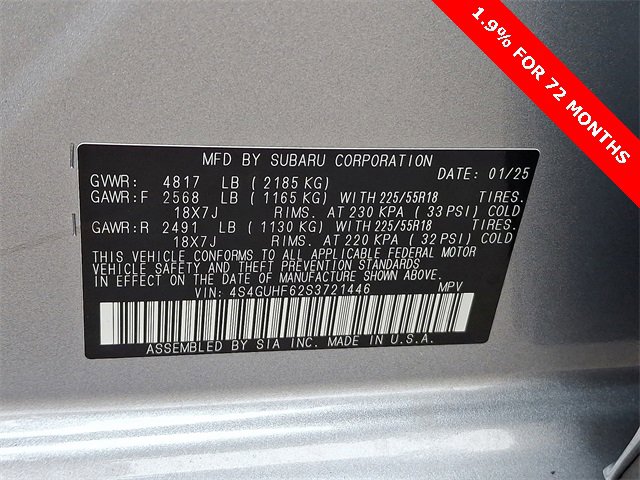 1.9% FOR 72 MONTHS
MFD BY SUBARU CORPORATION
DATE: 01/25
GVWR: 4817 LB (2185 KG)
GAWR:F 2568 LB (1165 KG) WITH 225/55R18 TIRES.
18X7J RIMS. AT 230 KPA (33 PSI) COLD
GAWR:R 2491 LB (1130 KG) WITH 225/55R18 TIRES.
18X7J RIMS. AT 220 KPA (32 PSI) COLD
THIS VEHICLE CONFORMS TO ALL APPLICABLE FEDERAL MOTOR
VEHICLE SAFETY AND THEFT PREVENTION STANDARDS
IN EFFECT ON THE DATE OF MANUFACTURE SHOWN ABOVE.
VIN: 4S4GUHF62S3721446 MPV
ASSEMBLED BY SIA INC. MADE IN U.S.A.